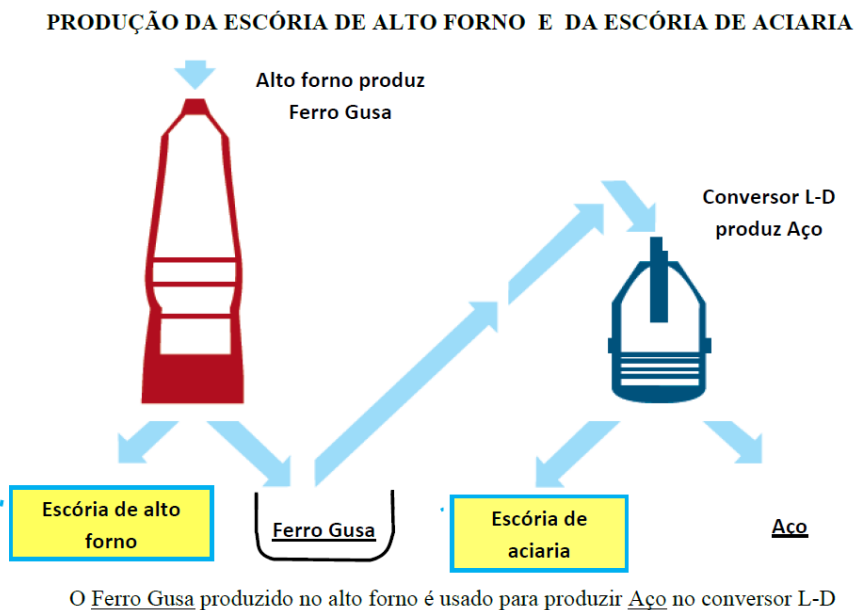 PRODUÇÃO DA ESCÓRIA DE ALTO FORNO E DA ESCÓRIA DE ACIARIA
Alto forno produz
Ferro Gusa
Conversor L-D
produz Aço
Escória de alto
forno
Ferro Gusa
Escória de
aciaria
Aço
O Ferro Gusa produzido no alto forno é usado para produzir Aço no conversor L-D